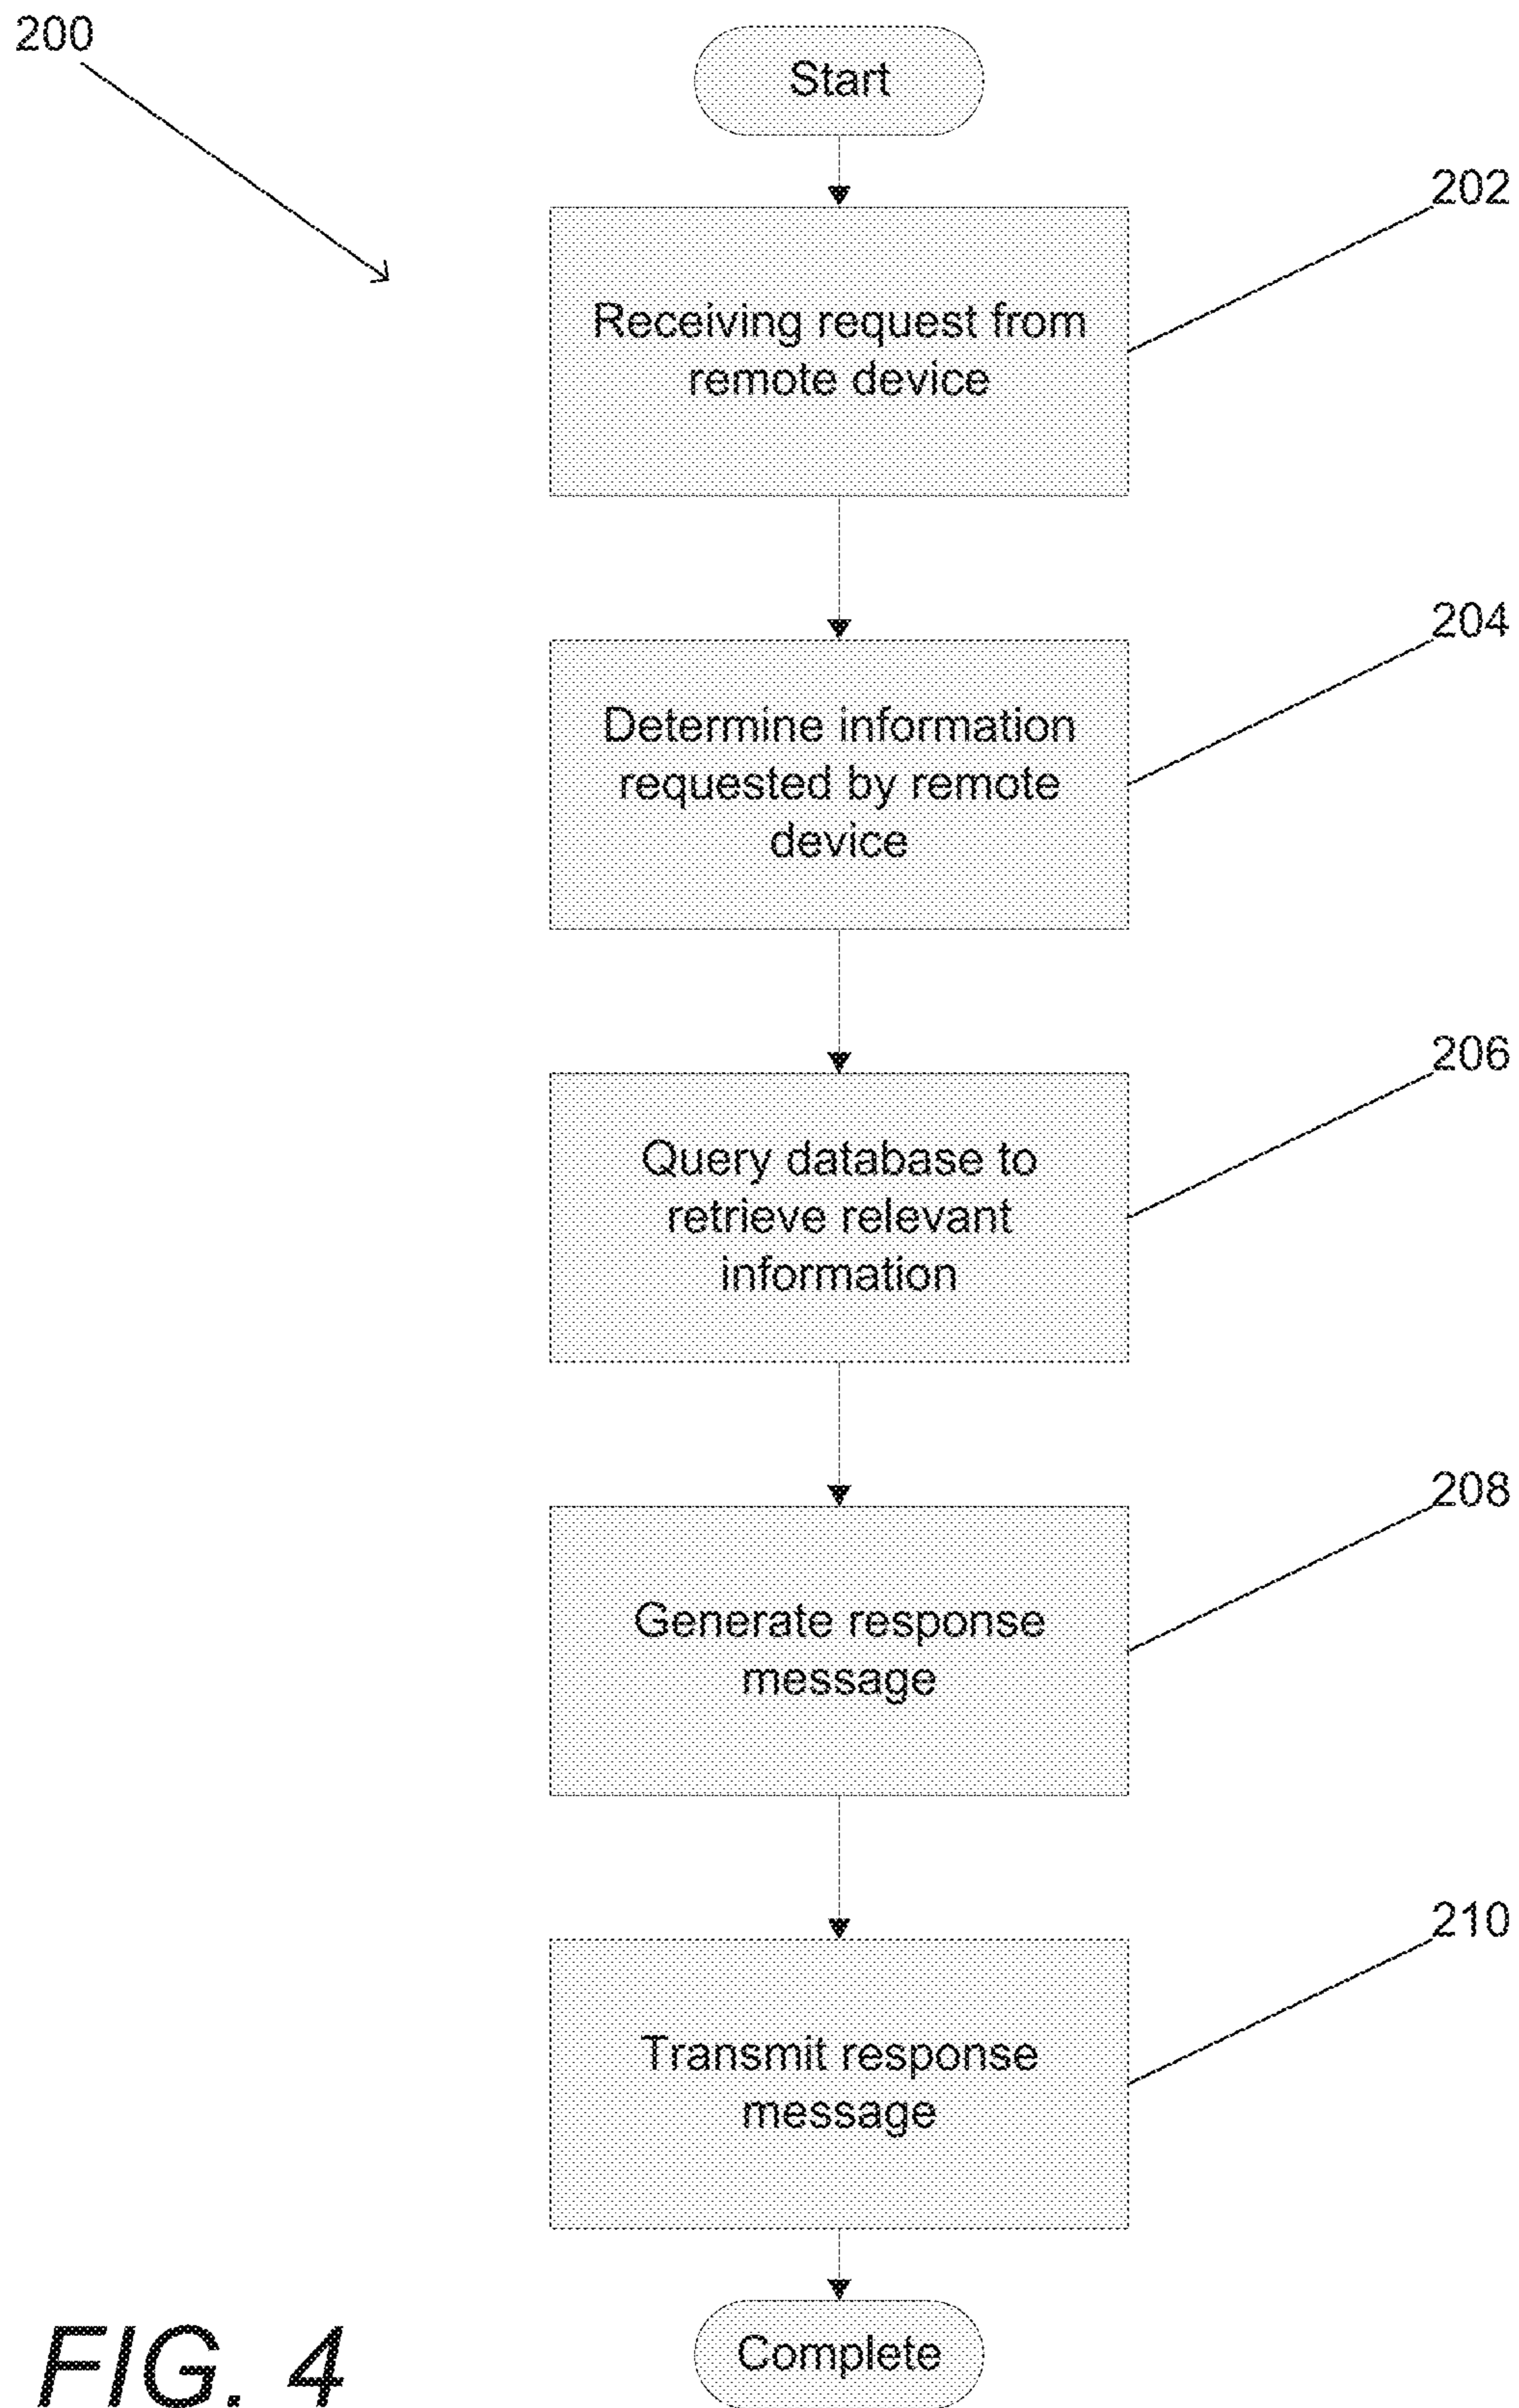 200
Start
202
Receiving request from
remote device
204
Determine information
requested by remote
device
206
Query database to
retrieve relevant
information
208
Generate response
message
210
Transmit response
message
Complete
FIG. 4